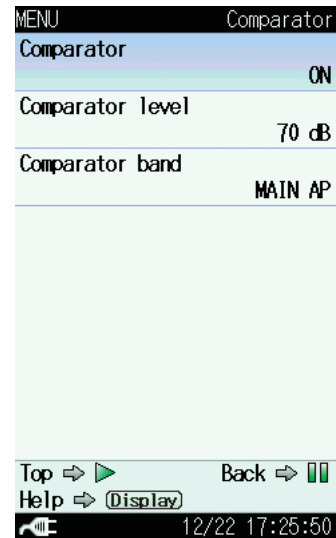 MENU Comparator
Comparator
ON
Comparator level
70 dB
Comparator band
MAIN AP
Top ⇨ ▷ Back ⇨ ▯▯
Help ⇨ (Display)
12/22 17:25:50